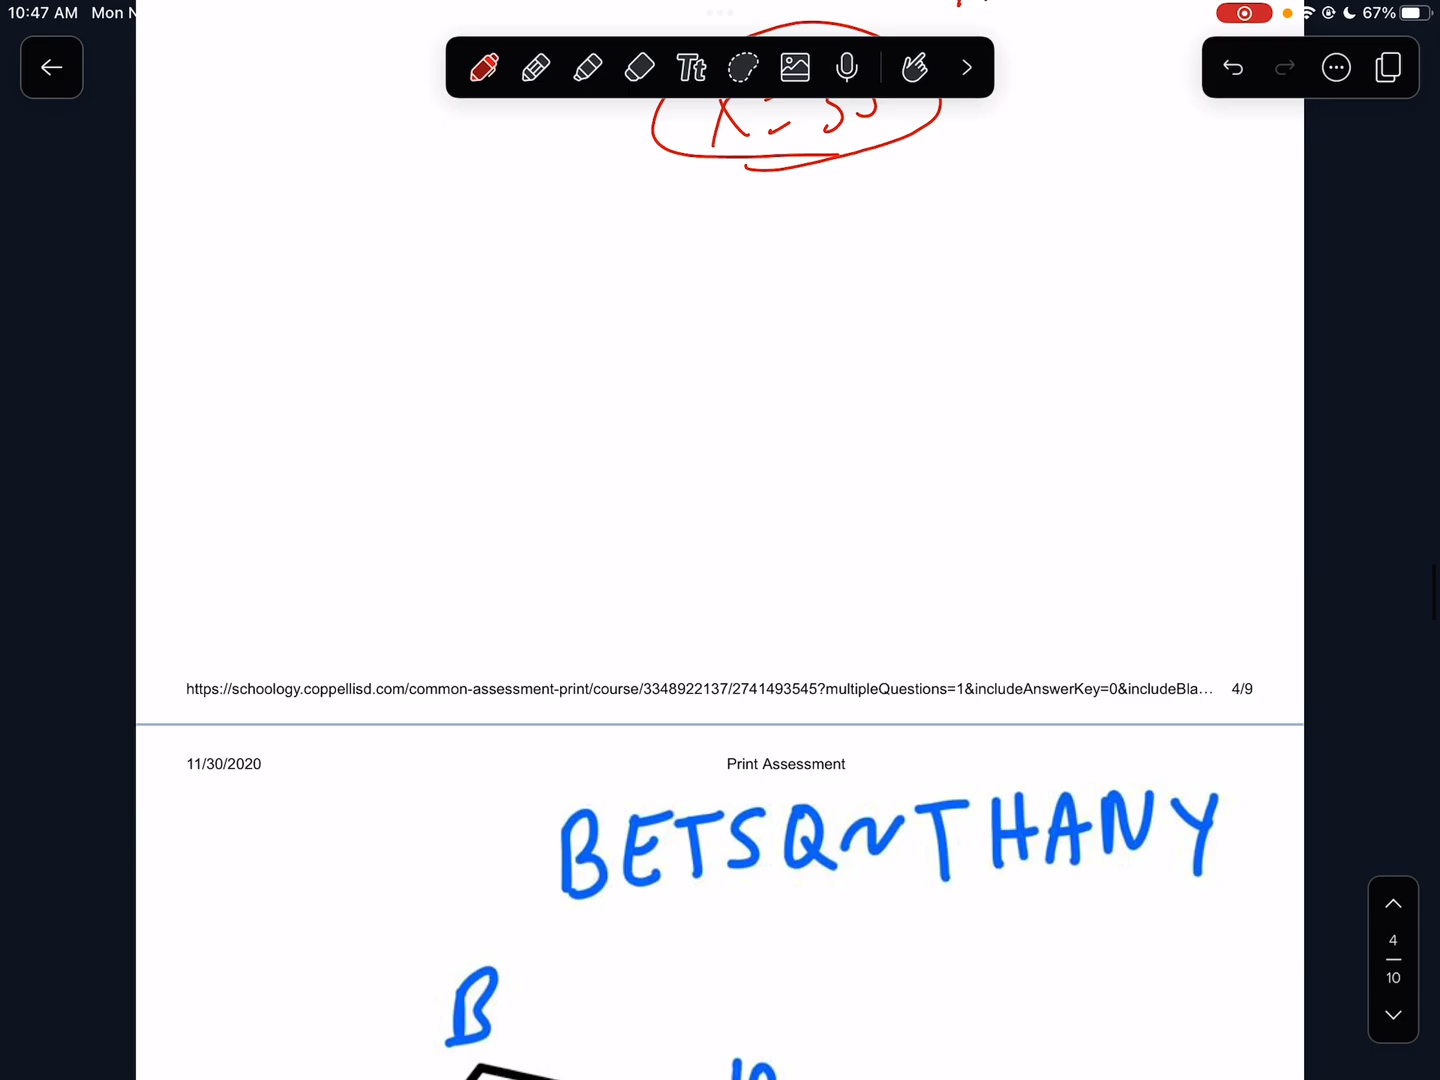 10:47 AM Mon N
67%
Tt
https://schoology.coppellisd.com/common-assessment-print/course/3348922137/2741493545?multipleQuestions=1&includeAnswerKey=0&includeBla... 4/9
11/30/2020 Print Assessment
BETSQ~THANY
B
4
10